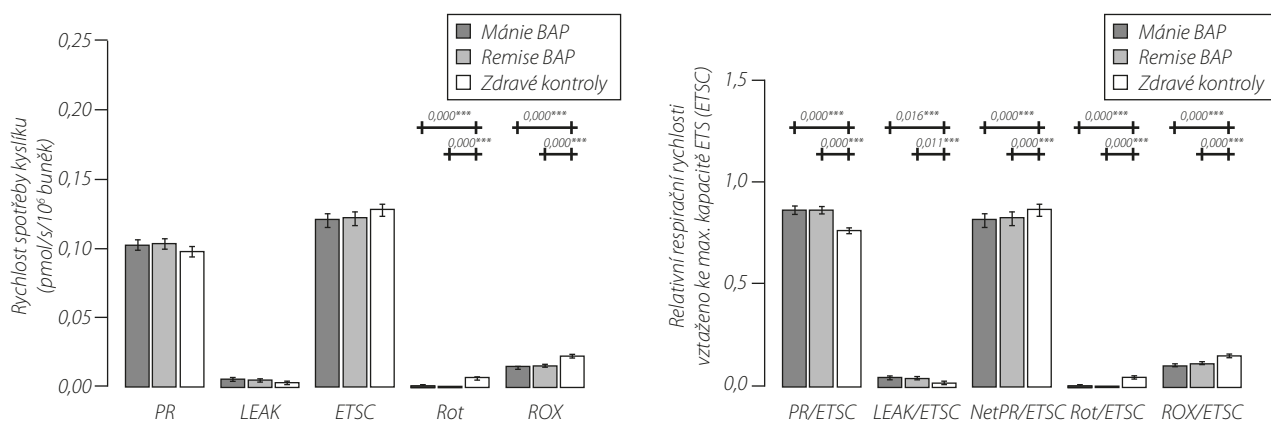 Mánie BAP
Remise BAP
Zdravé kontroly
0,25
0,20
0,15
0,10
0,05
0,00
Rychlost spotřeby kyslíku
(pmol/s/10⁶ buněk)
0,000***
0,000***
0,000***
0,000***
PR
LEAK
ETSC
Rot
ROX
Mánie BAP
Remise BAP
Zdravé kontroly
1,5
1,0
0,5
0,0
Relativní respirační rychlosti
vztaženo ke max. kapacitě ETS (ETSC)
0,000***
0,016***
0,000***
0,000***
0,000***
0,000***
0,011***
0,000***
0,000***
0,000***
PR/ETSC
LEAK/ETSC
NetPR/ETSC
Rot/ETSC
ROX/ETSC